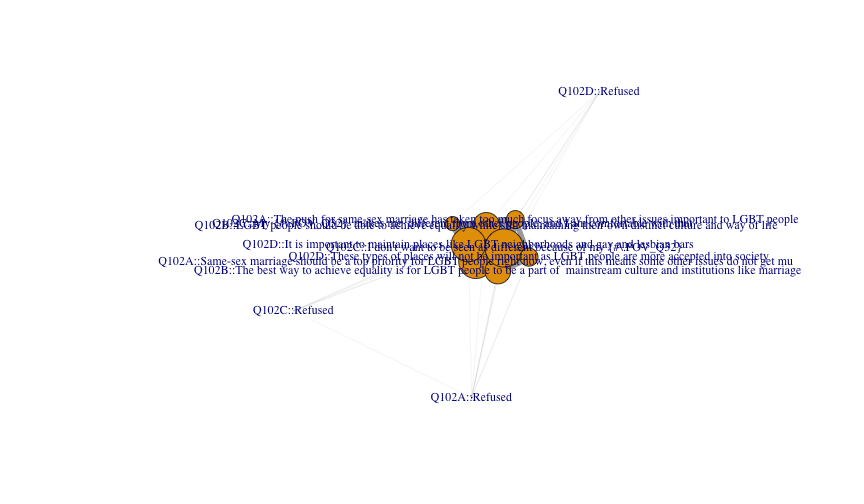 Q102D::Refused
Q102A::The push for same-sex marriage has taken too much focus away from other issues important to LGBT people
Q102B::LGBT people should be able to achieve equality while still maintaining their own distinct culture and way of life
Q102D::It is important to maintain places like LGBT neighborhoods and gay and lesbian bars
Q102C::I don't want to be seen as different because of my {#.FOV_Q32}
Q102D::These types of places will not be important as LGBT people are more accepted into society
Q102A::Same-sex marriage should be a top priority for LGBT people right now, even if this means some other issues do not get mu
Q102B::The best way to achieve equality is for LGBT people to be a part of  mainstream culture and institutions like marriage
Q102C::Refused
Q102A::Refused